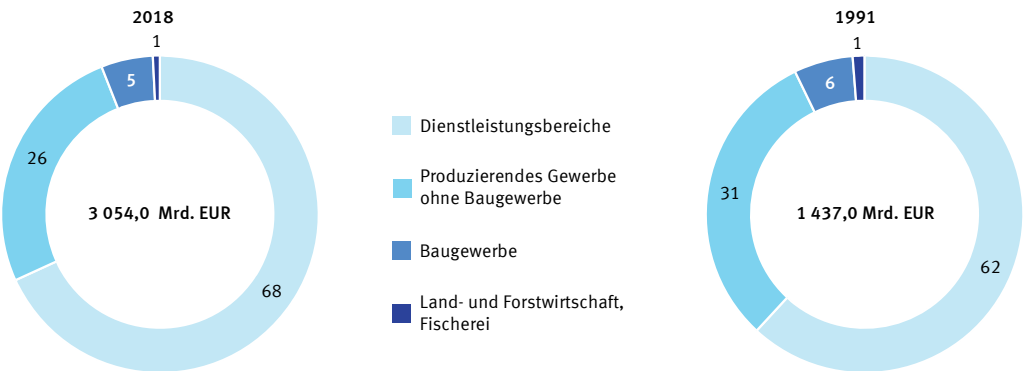 2018
1
5
26
3 054,0 Mrd. EUR
68
Dienstleistungsbereiche
Produzierendes Gewerbe
ohne Baugewerbe
Baugewerbe
Land- und Forstwirtschaft,
Fischerei
1991
1
6
31
1 437,0 Mrd. EUR
62